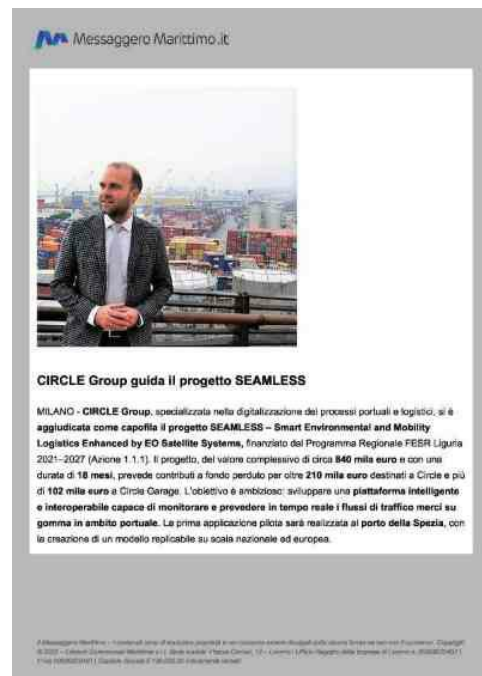 Messaggero Marittimo.it
CIRCLE Group guida il progetto SEAMLESS
MILANO - CIRCLE Group, specializzata nella digitalizzazione dei processi portuali e logistici, si è
aggiudicata come capofila il progetto SEAMLESS – Smart Environmental and Mobility
Logistics Enhanced by EO Satellite Systems, finanziato dal Programma Regionale FESR Liguria
2021–2027 (Azione 1.1.1). Il progetto, del valore complessivo di circa 840 mila euro e con una
durata di 18 mesi, prevede contributi a fondo perduto per oltre 210 mila euro destinati a Circle e più
di 102 mila euro a Circle Garage. L'obiettivo è ambizioso: sviluppare una piattaforma intelligente
e interoperabile capace di monitorare e prevedere in tempo reale i flussi di traffico merci su
gomma in ambito portuale. La prima applicazione pilota sarà realizzata al porto della Spezia, con
la creazione di un modello replicabile su scala nazionale ed europea.